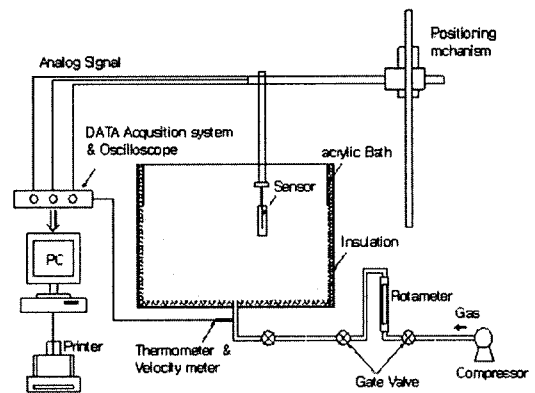 Positioning
mchanism
Analog Signal
DATA Acqusition system
& Oscilloscope
acrylic Bath
Sensor
Insulation
PC
Rotameter
Gas
Printer
Thermometer &
Velocity meter
Gate Valve
Compressor